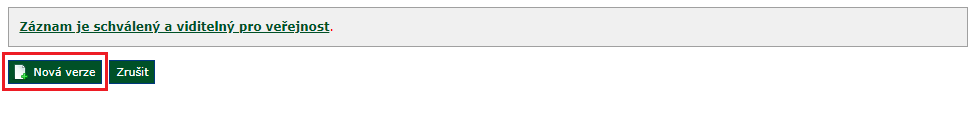 Záznam je schválený a viditelný pro veřejnost.
Nová verze Zrušit